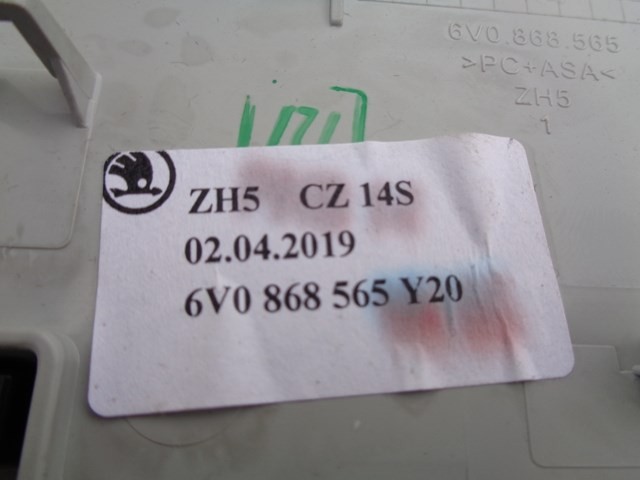 6V0.868.565
>PC+ASA<
ZH5
1
ZH5 CZ 14S
02.04.2019
6V0 868 565 Y20